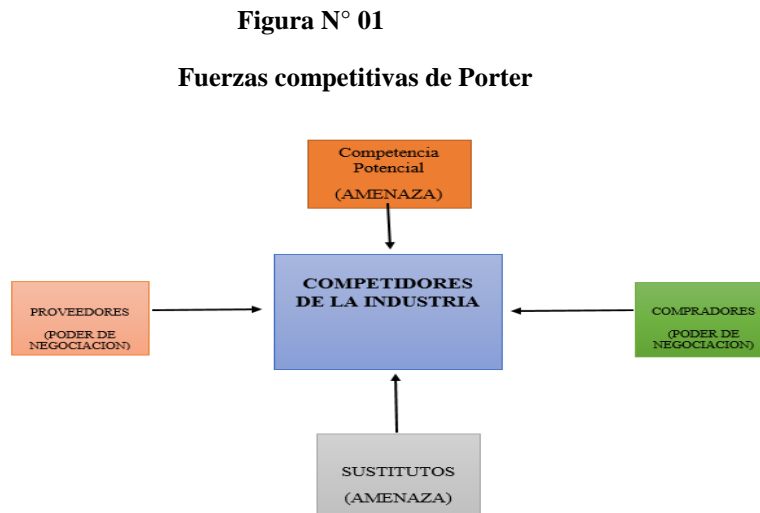 Figura N° 01
Fuerzas competitivas de Porter
Competencia
Potencial
(AMENAZA)
COMPETIDORES
DE LA INDUSTRIA
PROVEEDORES
(PODER DE
NEGOCIACION)
COMPRADORES
(PODER DE
NEGOCIACION)
SUSTITUTOS
(AMENAZA)